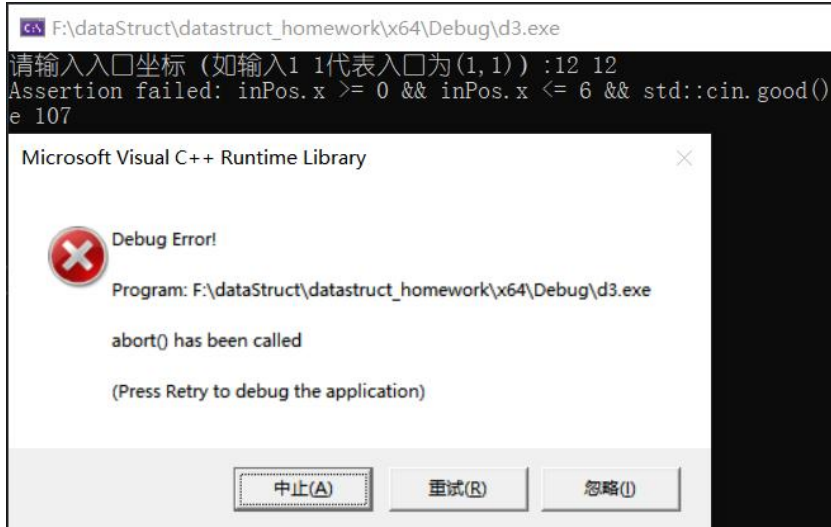 F:\dataStruct\datastruct_homework\x64\Debug\d3.exe
请输入入口坐标 (如输入1 1代表入口为(1,1)) :12 12
Assertion failed: inPos.x >= 0 && inPos.x <= 6 && std::cin.good()
e 107
Microsoft Visual C++ Runtime Library
Debug Error!
Program: F:\dataStruct\datastruct_homework\x64\Debug\d3.exe
abort() has been called
(Press Retry to debug the application)
中止(A) 重试(R) 忽略(I)